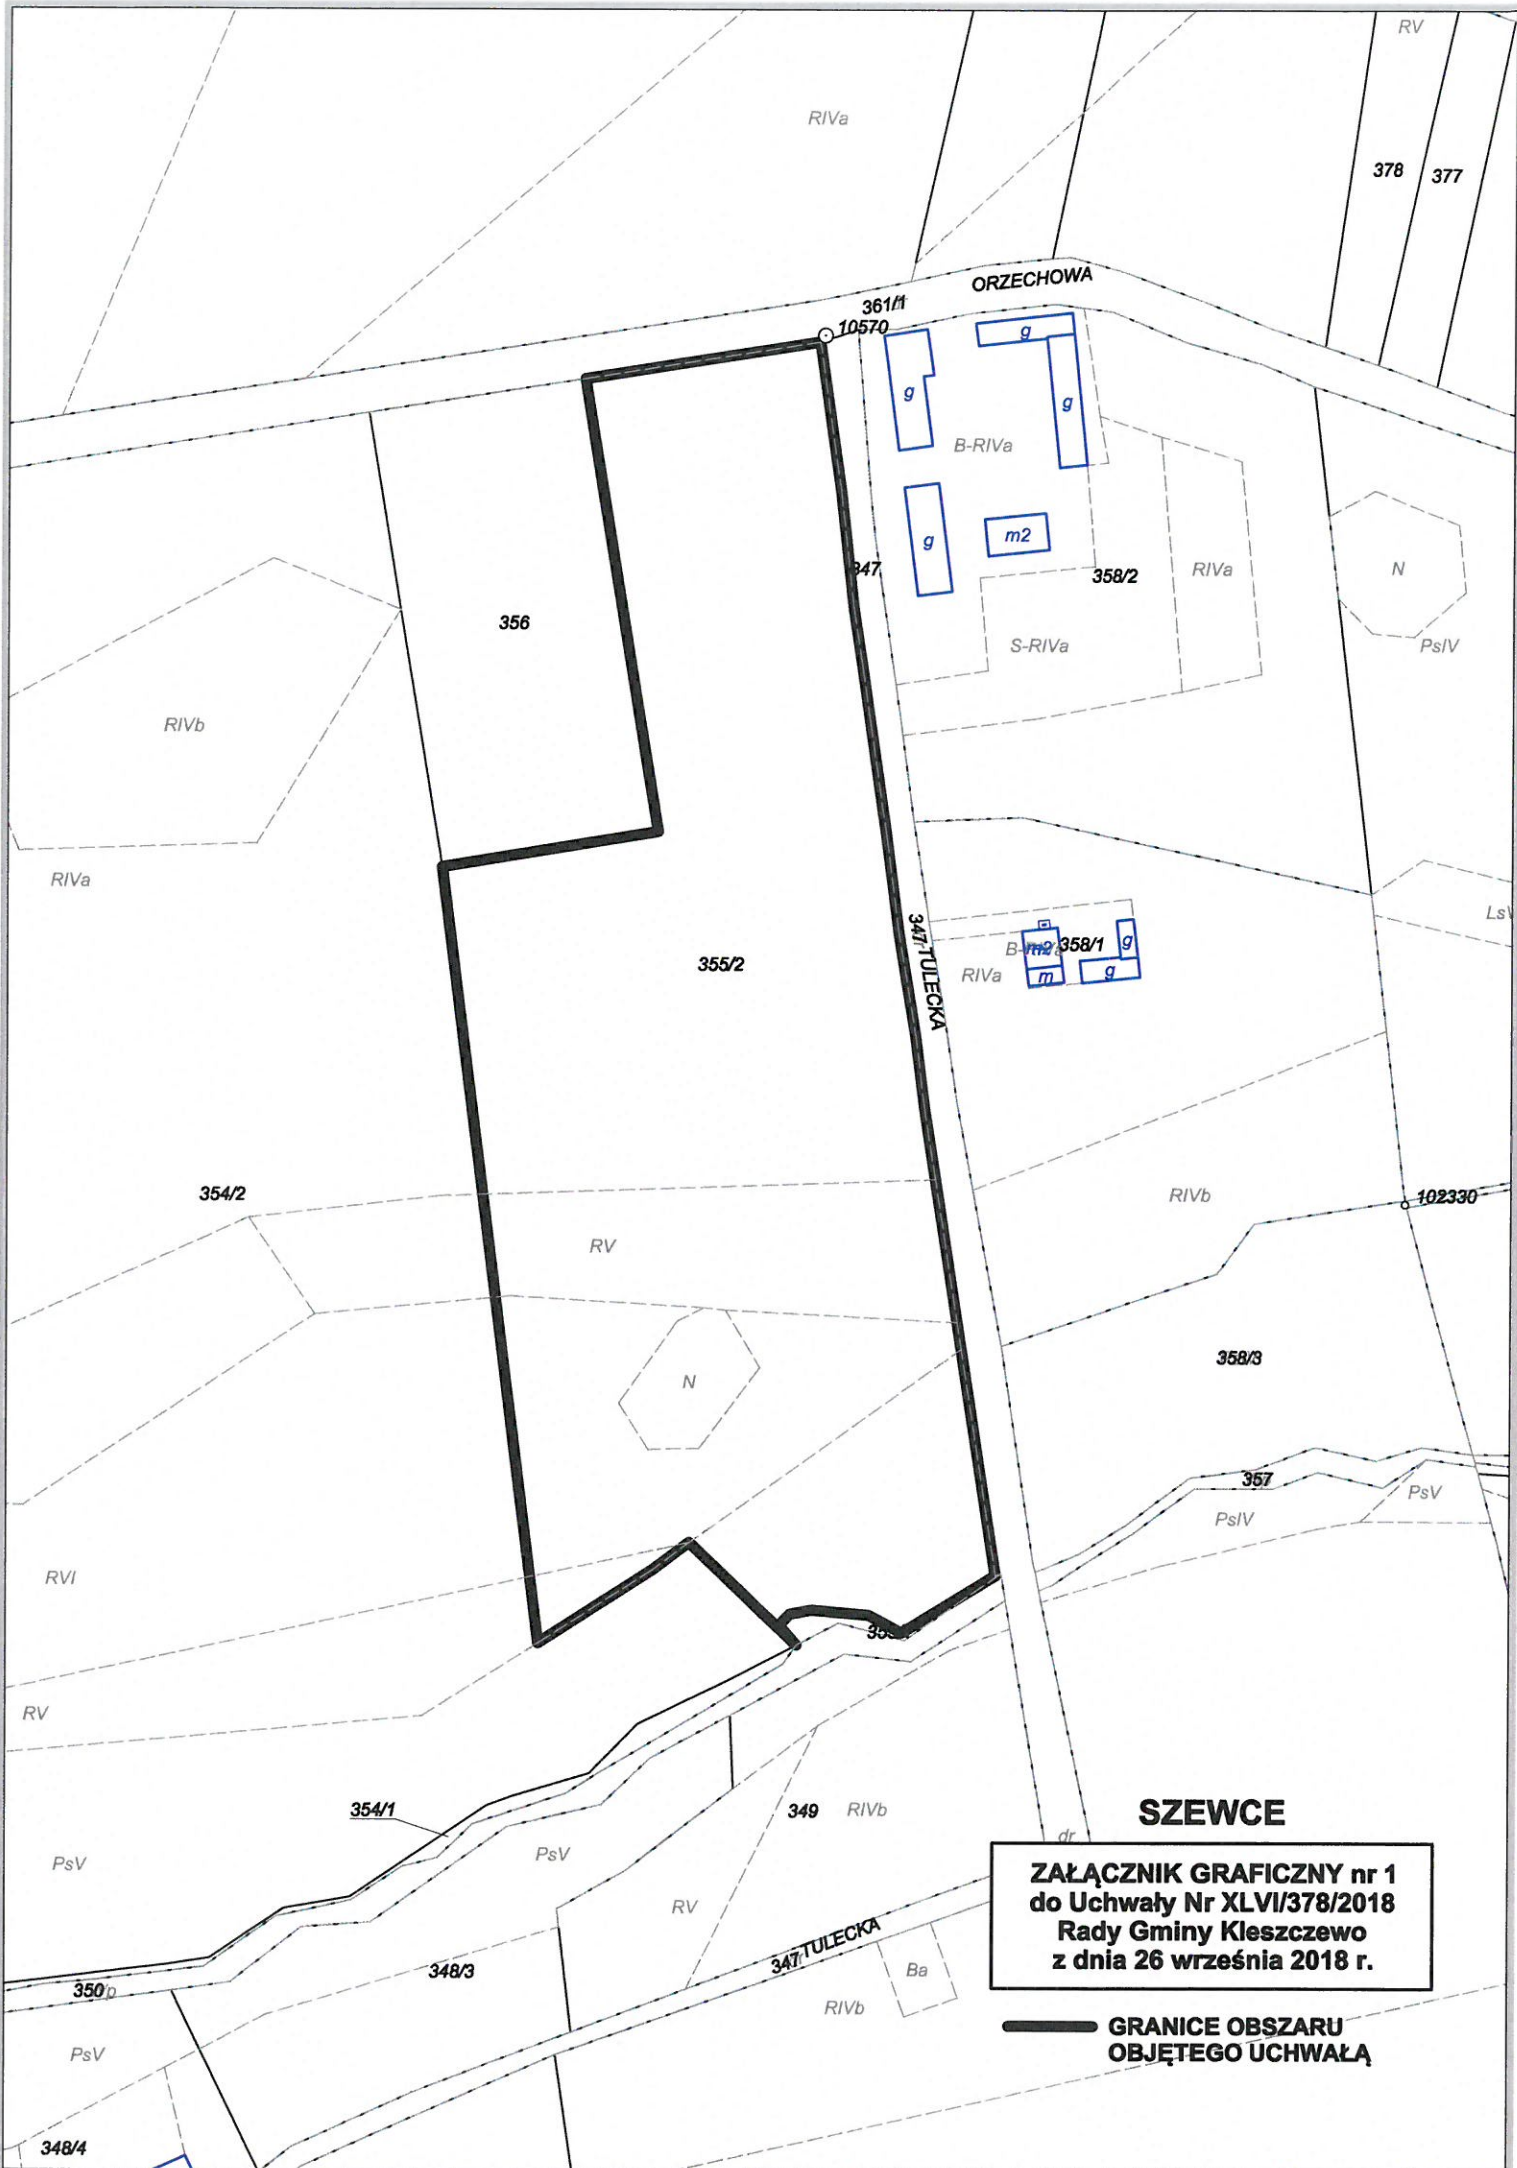 RV
RIVa
378
377
ORZECHOWA
361/1
10570
g
g
g
B-RIVa
g
m2
347
358/2
RIVa
N
356
S-RIVa
PsIV
RIVb
RIVa
347 TULECKA
B-RIVa
m2
358/1
g
RIVa
m
g
355/2
354/2
RIVb
102330
RV
358/3
N
357
PsV
PsIV
RVI
RV
354/1
349
RIVb
PsV
PsV
dr
RV
347 TULECKA
348/3
Ba
350
RIVb
PsV
348/4
SZEWCE
ZAŁĄCZNIK GRAFICZNY nr 1
do Uchwały Nr XLVI/378/2018
Rady Gminy Kleszczewo
z dnia 26 września 2018 r.
GRANICE OBSZARU
OBJĘTEGO UCHWAŁĄ